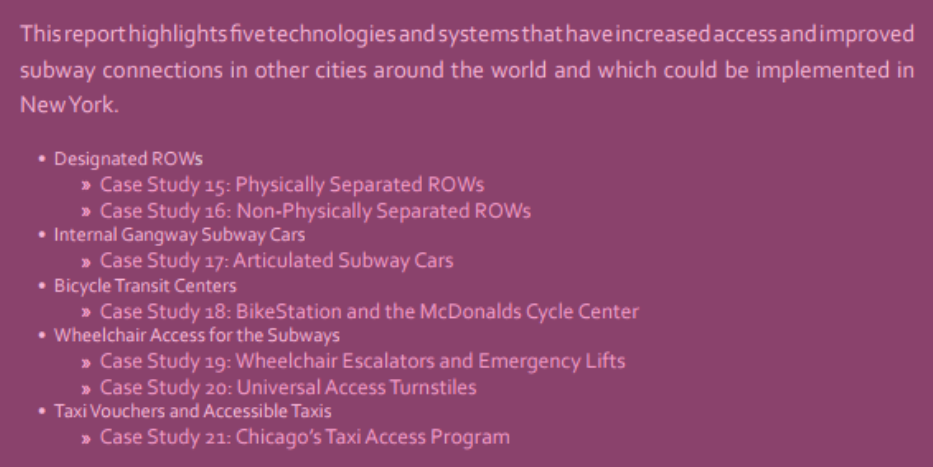 This report highlights five technologies and systems that have increased access and improved
subway connections in other cities around the world and which could be implemented in
New York.
• Designated ROWs
» Case Study 15: Physically Separated ROWs
» Case Study 16: Non-Physically Separated ROWs
• Internal Gangway Subway Cars
» Case Study 17: Articulated Subway Cars
• Bicycle Transit Centers
» Case Study 18: BikeStation and the McDonalds Cycle Center
• Wheelchair Access for the Subways
» Case Study 19: Wheelchair Escalators and Emergency Lifts
» Case Study 20: Universal Access Turnstiles
• Taxi Vouchers and Accessible Taxis
» Case Study 21: Chicago's Taxi Access Program